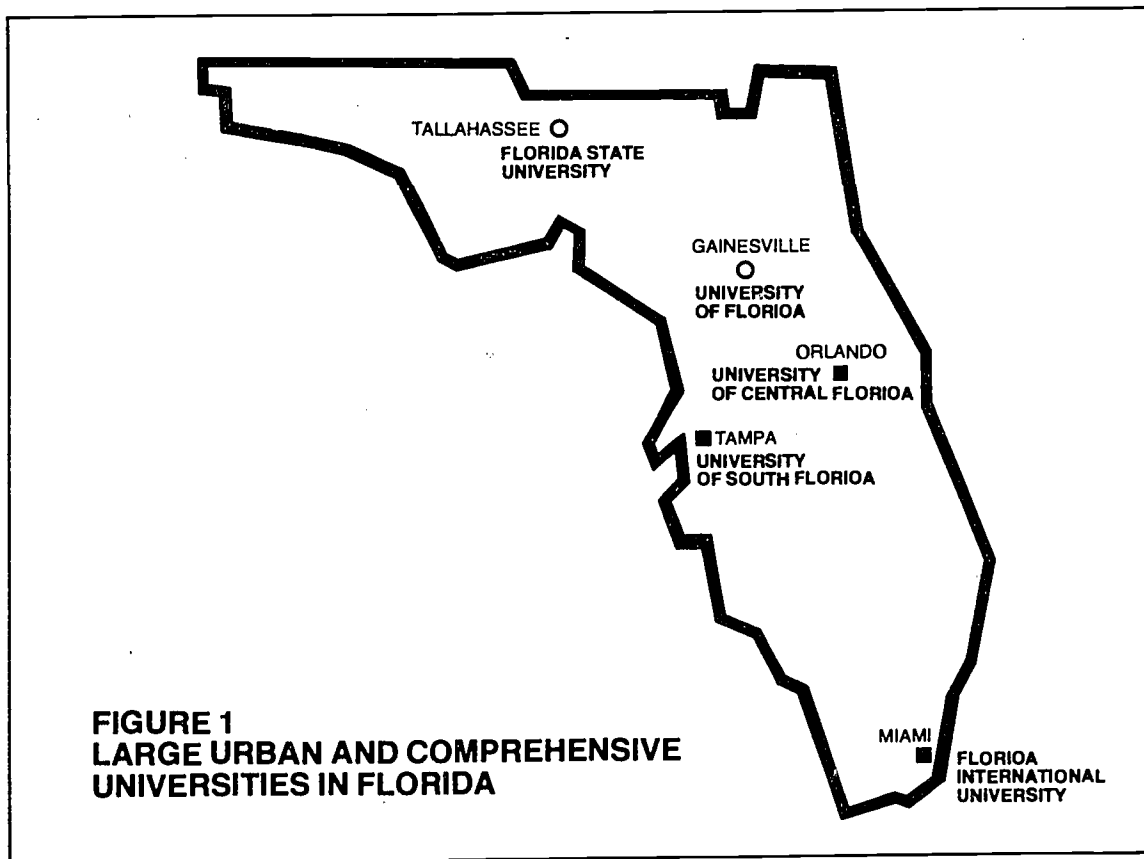 TALLAHASSEE
FLORIDA STATE
UNIVERSITY
GAINESVILLE
UNIVERSITY
OF FLORIOA
ORLANDO
UNIVERSITY
OF CENTRAL FLORIOA
TAMPA
UNIVERSITY
OF SOUTH FLORIOA
MIAMI
FLORIOA
INTERNATIONAL
UNIVERSITY
FIGURE 1
LARGE URBAN AND COMPREHENSIVE
UNIVERSITIES IN FLORIDA